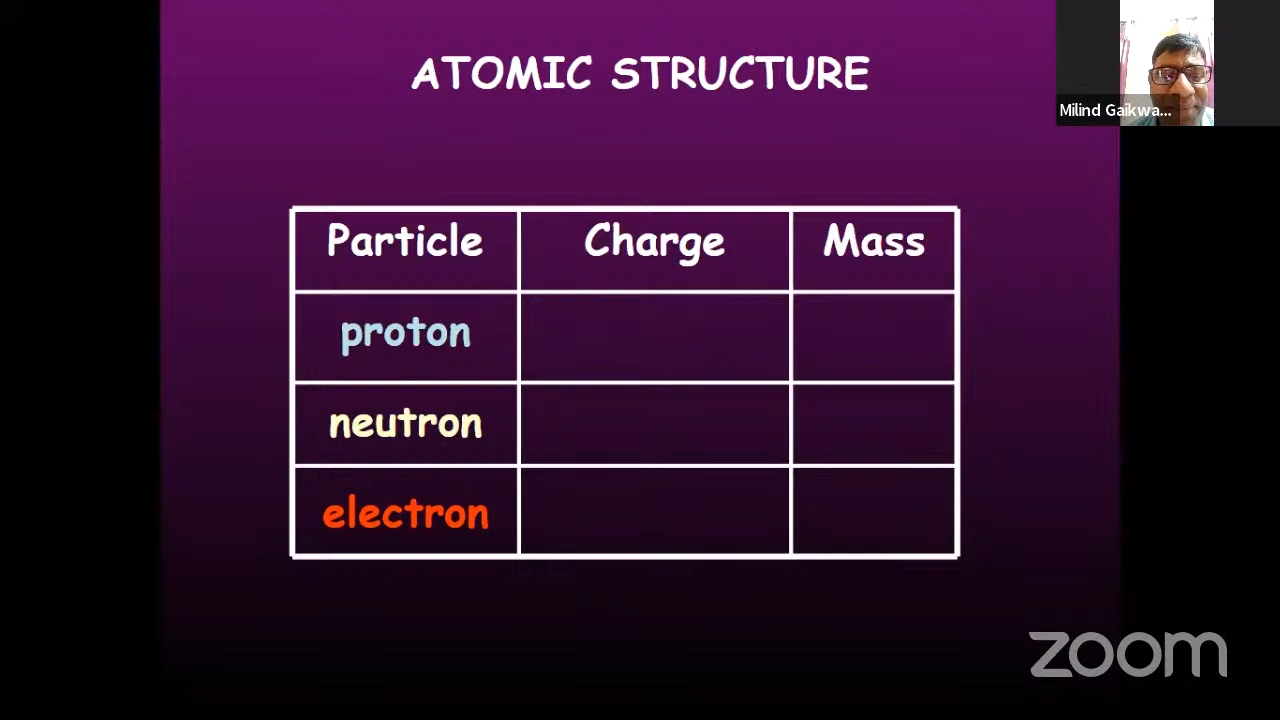 ATOMIC STRUCTURE
Milind Gaikwa...
Particle Charge Mass
proton
neutron
electron
zoom